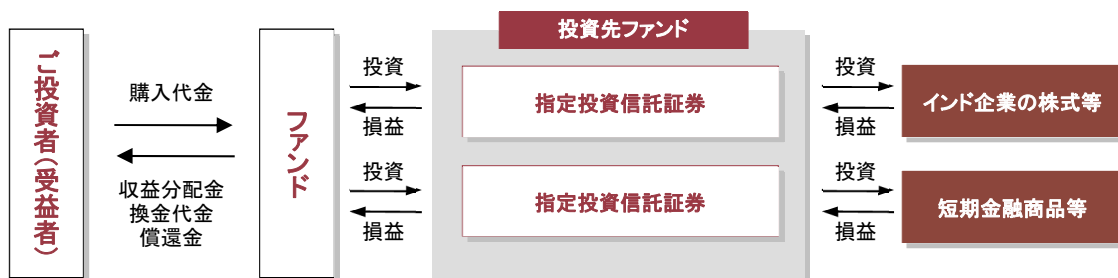 ご投資者(受益者)
購入代金
収益分配金
換金代金
償還金
ファンド
投資
損益
投資
損益
投資先ファンド
指定投資信託証券
指定投資信託証券
投資
損益
投資
損益
インド企業の株式等
短期金融商品等